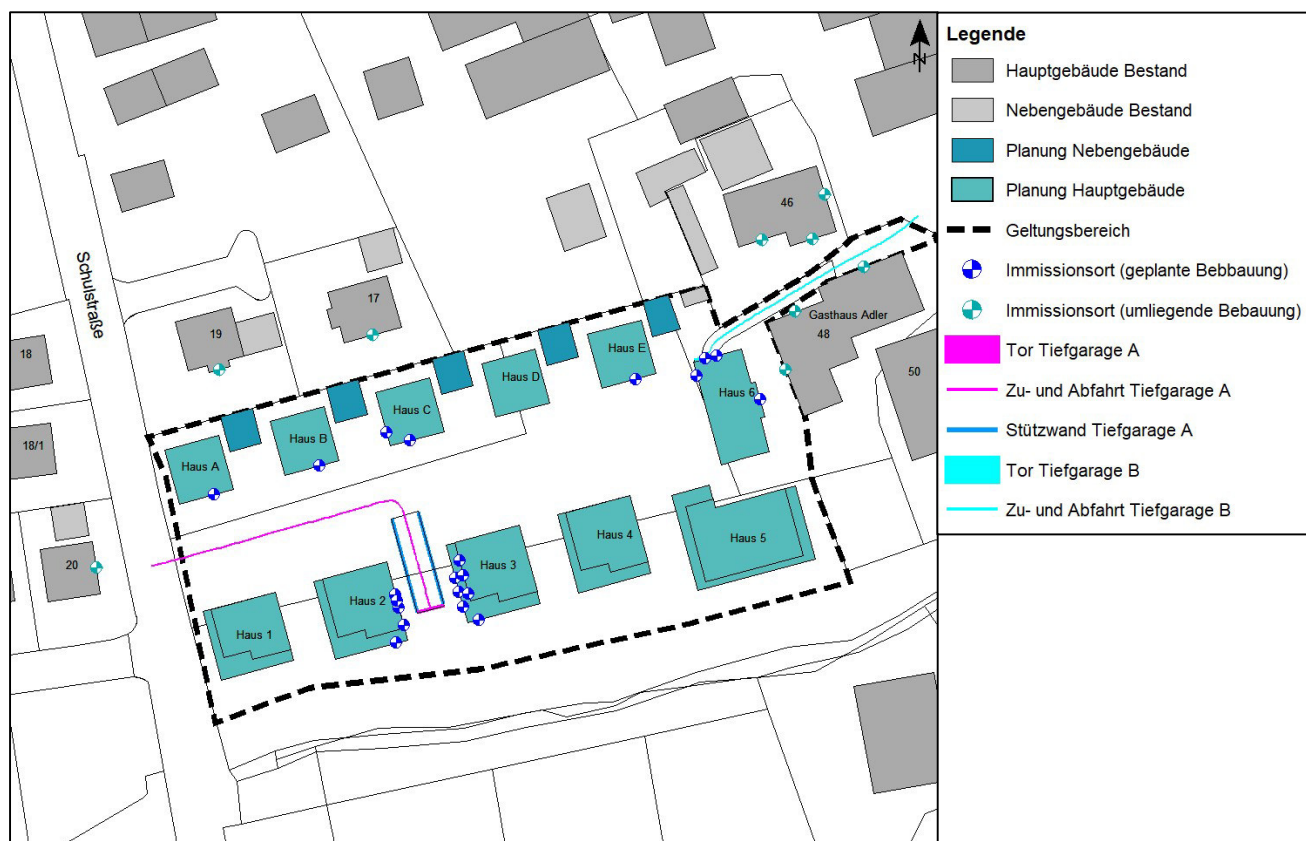 N
46
Schulstraße
17
19
Gasthaus Adler
48
18
50
Haus E
Haus D
Haus 6
Haus C
Haus B
18/1
Haus A
Haus 4
Haus 5
20
Haus 3
Haus 2
Haus 1
Legende
Hauptgebäude Bestand
Nebengebäude Bestand
Planung Nebengebäude
Planung Hauptgebäude
Geltungsbereich
Immissionsort (geplante Bebbauung)
Immissionsort (umliegende Bebauung)
Tor Tiefgarage A
Zu- und Abfahrt Tiefgarage A
Stützwand Tiefgarage A
Tor Tiefgarage B
Zu- und Abfahrt Tiefgarage B